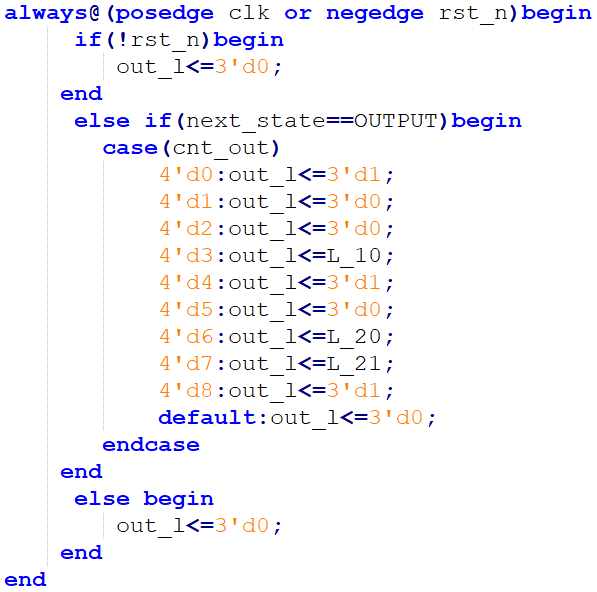 always@(posedge clk or negedge rst_n)begin
     if(!rst_n)begin
        out_l<=3'd0;
    end
     else if(next_state==OUTPUT)begin
       case(cnt_out)
           4'd0:out_l<=3'd1;
           4'd1:out_l<=3'd0;
           4'd2:out_l<=3'd0;
           4'd3:out_l<=L_10;
           4'd4:out_l<=3'd1;
           4'd5:out_l<=3'd0;
           4'd6:out_l<=L_20;
           4'd7:out_l<=L_21;
           4'd8:out_l<=3'd1;
           default:out_l<=3'd0;
       endcase
    end
     else begin
        out_l<=3'd0;
    end
end